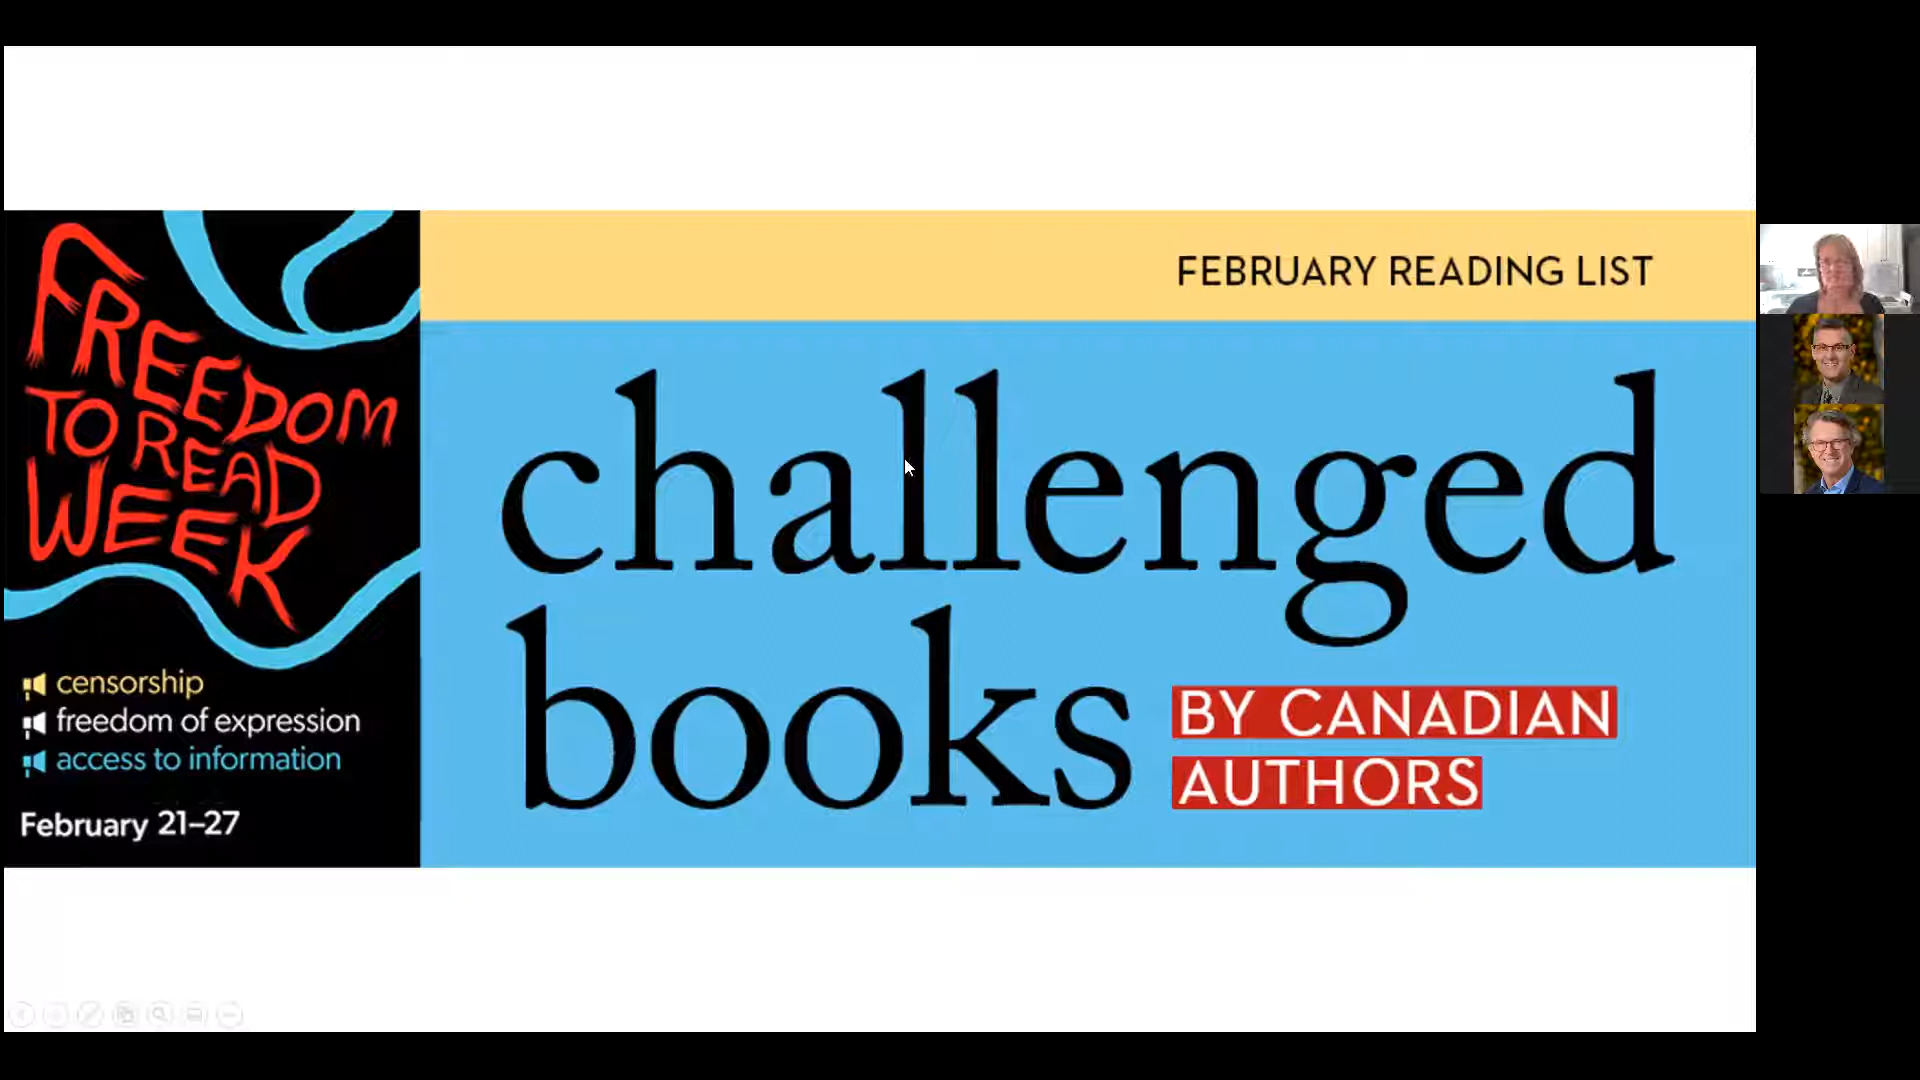 FREEDOM
TO READ
WEEK
censorship
freedom of expression
access to information
February 21–27
FEBRUARY READING LIST
challenged
books
BY CANADIAN
AUTHORS